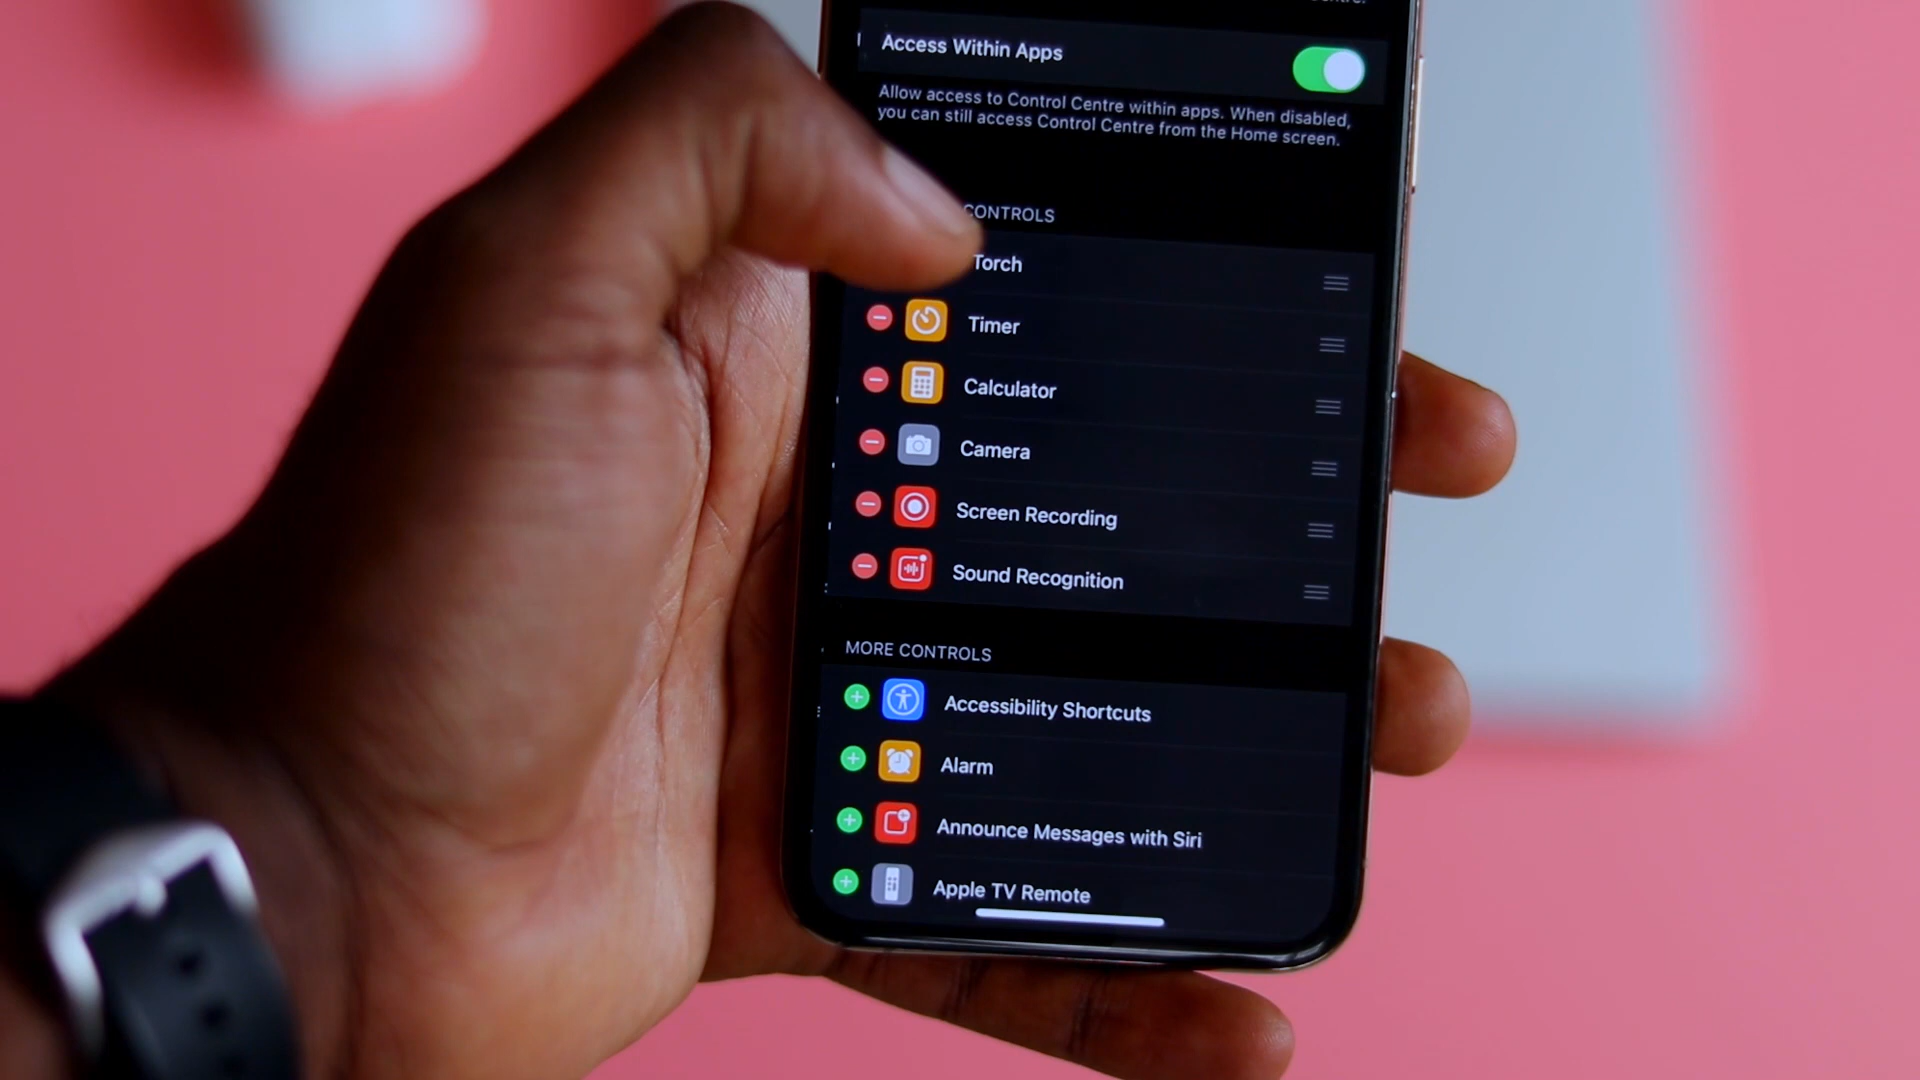 Access Within Apps
Allow access to Control Centre within apps. When disabled,
you can still access Control Centre from the Home screen.
CONTROLS
Torch
Timer
Calculator
Camera
Screen Recording
Sound Recognition
MORE CONTROLS
Accessibility Shortcuts
Alarm
Announce Messages with Siri
Apple TV Remote